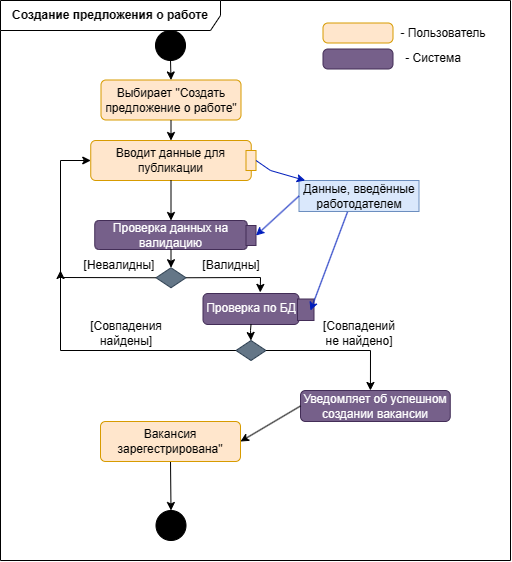 Создание предложения о работе
- Пользователь
- Система
Выбирает "Создать
предложение о работе"
Вводит данные для
публикации
Данные, введённые
работодателем
Проверка данных на
валидацию
[Невалидны]
[Валидны]
Проверка по БД
[Совпадения
найдены]
[Совпадений
не найдено]
Уведомляет об успешном
создании вакансии
Вакансия
зарегестрирована"